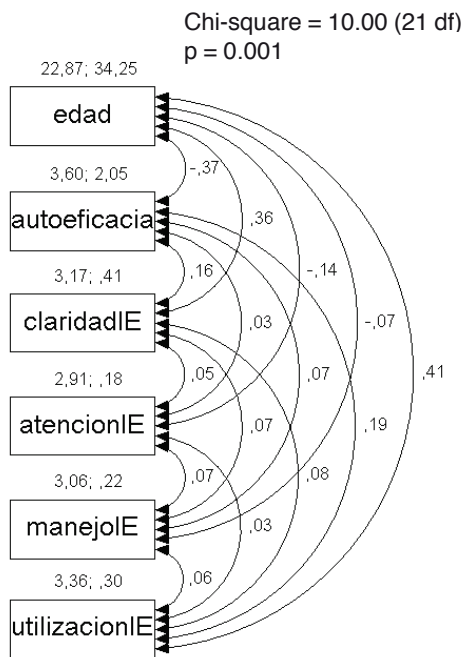 Chi-square = 10.00 (21 df)
p = 0.001
22,87; 34,25
edad
-,37
3,60; 2,05
autoeficacia
,36
,16
3,17; ,41
-,14
claridadIE
,03
-,07
,05
,07
,41
2,91; ,18
atencionIE
,07
,19
,07
,08
3,06; ,22
manejoIE
,03
,06
3,36; ,30
utilizacionIE